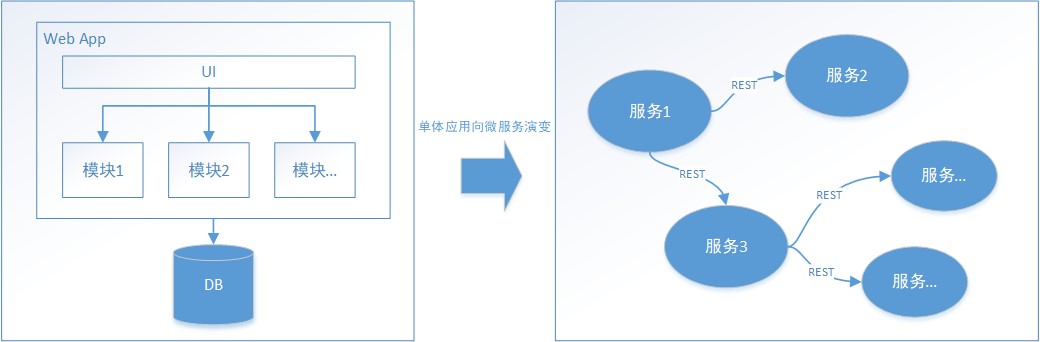 Web App
UI
模块1
模块2
模块...
DB
单体应用向微服务演变
服务1
REST
服务2
REST
服务3
REST
服务...
REST
服务...